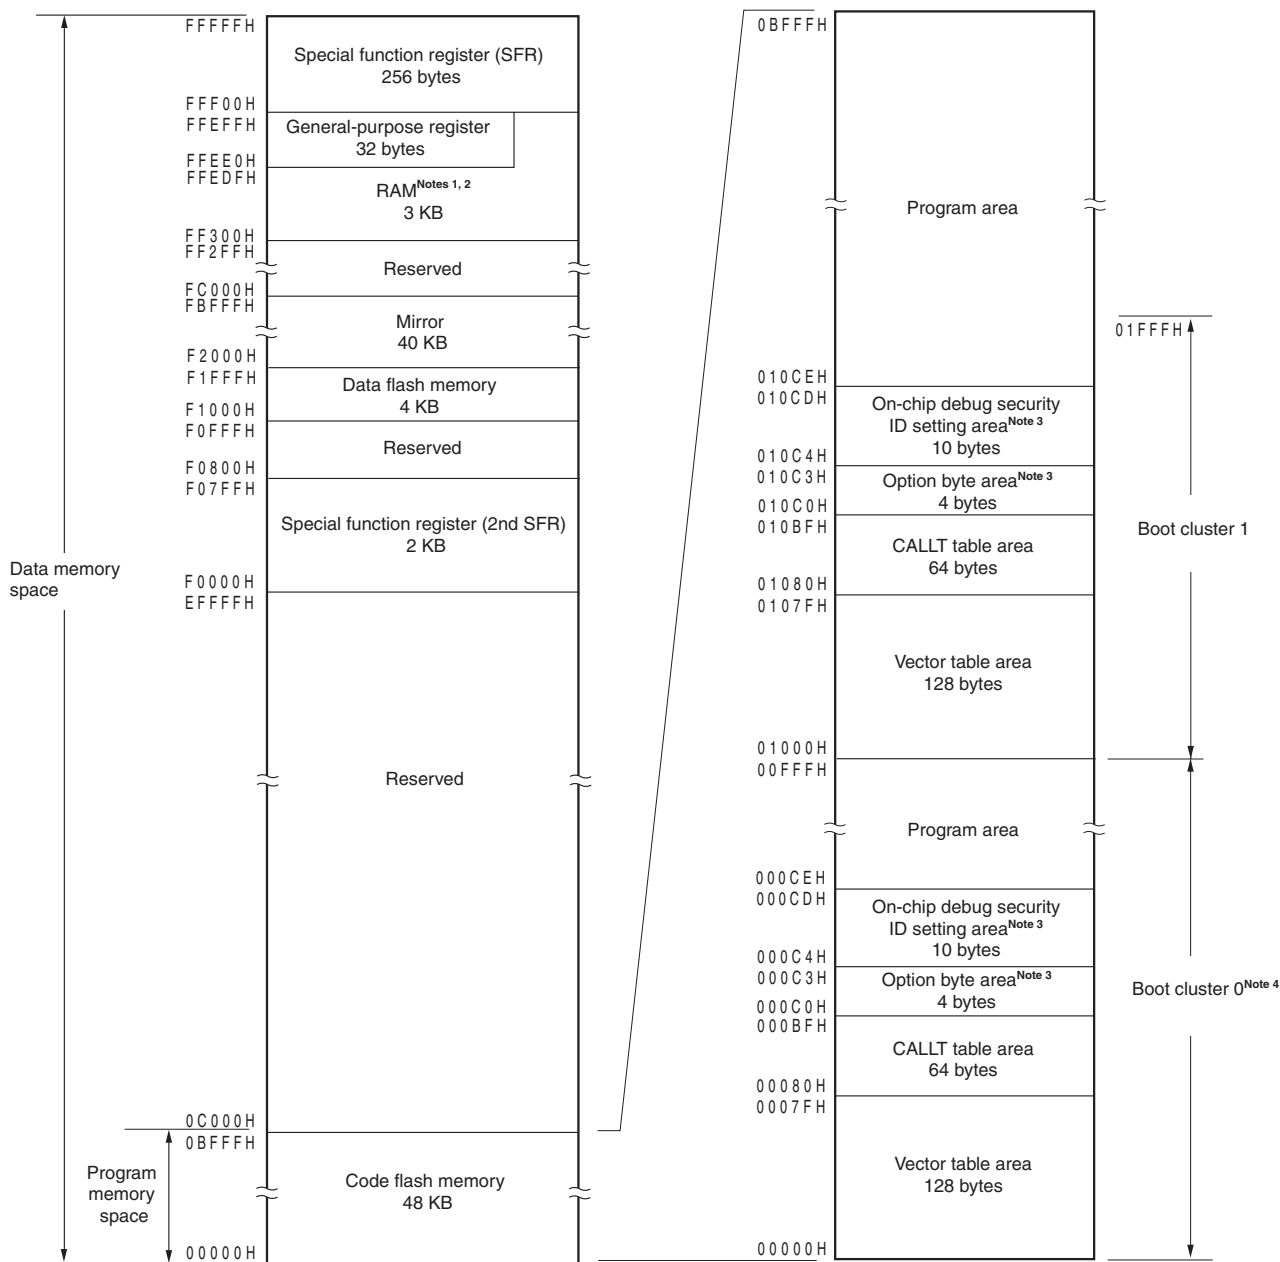 FFFFFH
Special function register (SFR)
256 bytes
FFF00H
FFEFFH
General-purpose register
32 bytes
FFEE0H
FFEDFH
RAMNotes 1, 2
3 KB
FF300H
FF2FFH
Reserved
FC000H
FBFFFH
Mirror
40 KB
F2000H
F1FFFH
Data flash memory
4 KB
F1000H
F0FFFH
Reserved
F0800H
F07FFH
Special function register (2nd SFR)
2 KB
Data memory
space
F0000H
EFFFFH
Reserved
0C000H
0BFFFH
Program
memory
space
Code flash memory
48 KB
00000H
0BFFFH
Program area
01FFFH
010CEH
010CDH
On-chip debug security
ID setting areaNote 3
10 bytes
010C4H
010C3H
Option byte areaNote 3
4 bytes
010C0H
010BFH
Boot cluster 1
CALLT table area
64 bytes
01080H
0107FH
Vector table area
128 bytes
01000H
00FFFH
Program area
000CEH
000CDH
On-chip debug security
ID setting areaNote 3
10 bytes
000C4H
000C3H
Option byte areaNote 3
4 bytes
Boot cluster 0Note 4
000C0H
000BFH
CALLT table area
64 bytes
00080H
0007FH
Vector table area
128 bytes
00000H